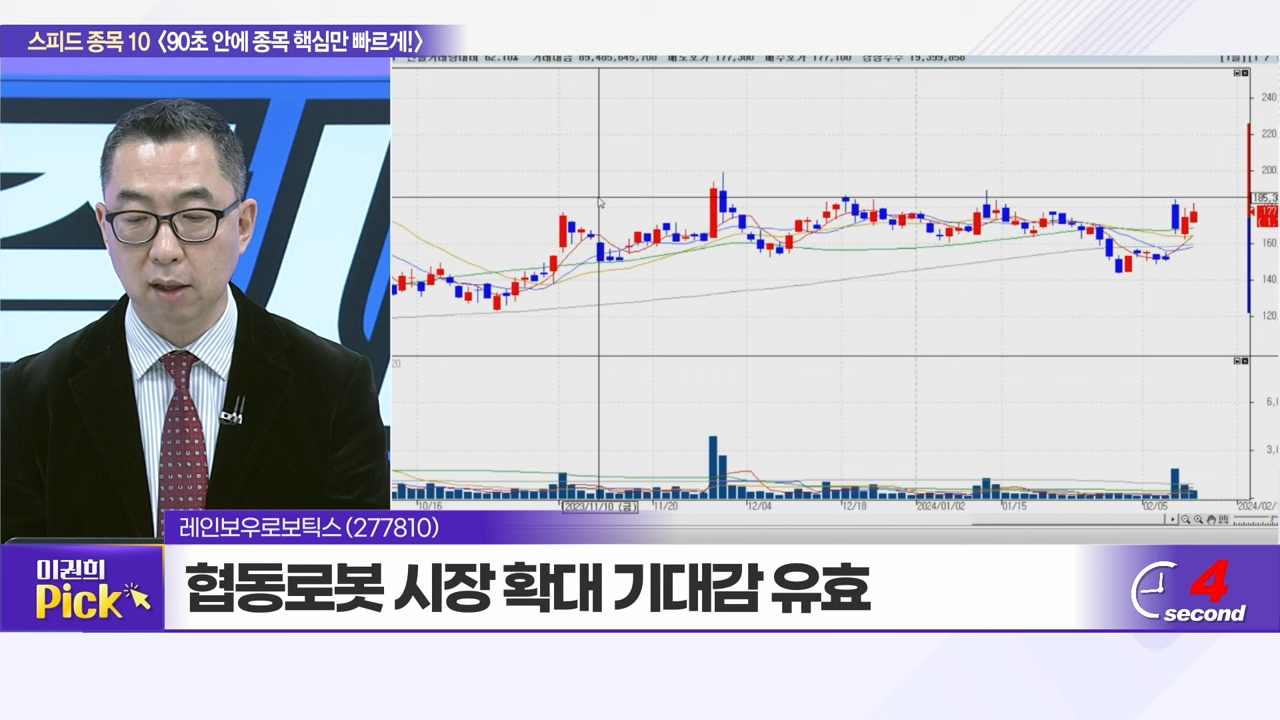 스피드 종목 10 <90초 안에 종목 핵심만 빠르게!>
240
220
200
185,3
160
140
120
20
6,0
3,0
10/16
2023/11/10 (금)
11/20
12/04
12/18
2024/01/02
01/15
02/05
2024/02/
레인보우로보틱스 (277810)
이권희
Pick
협동로봇 시장 확대 기대감 유효
4
second